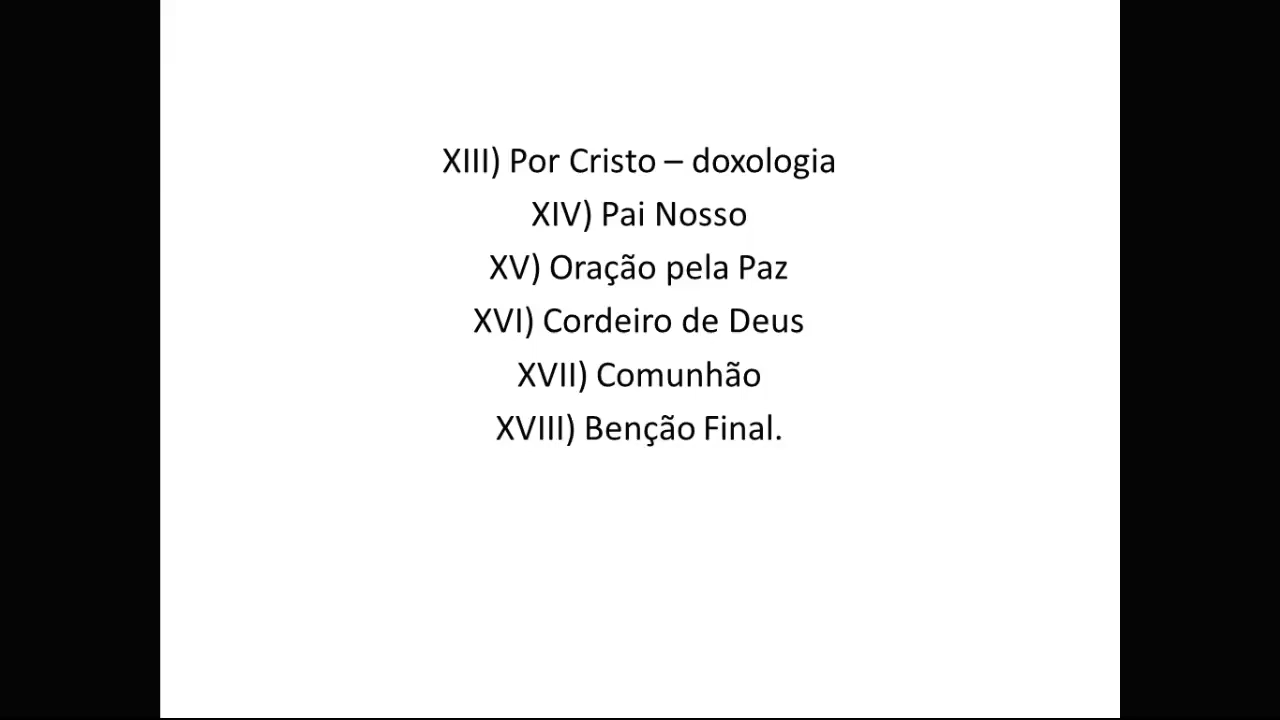 XIII) Por Cristo – doxologia
XIV) Pai Nosso
XV) Oração pela Paz
XVI) Cordeiro de Deus
XVII) Comunhão
XVIII) Benção Final.